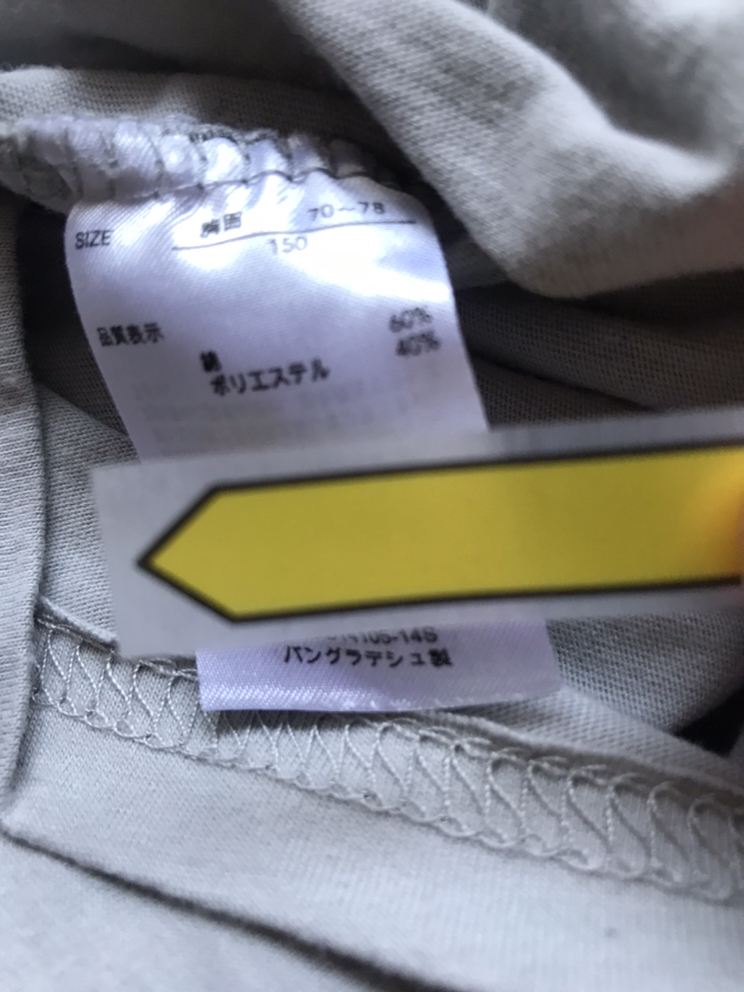 胸囲 70〜78
SIZE 150
品質表示
綿 60%
ポリエステル 40%
14S
バングラデシュ製